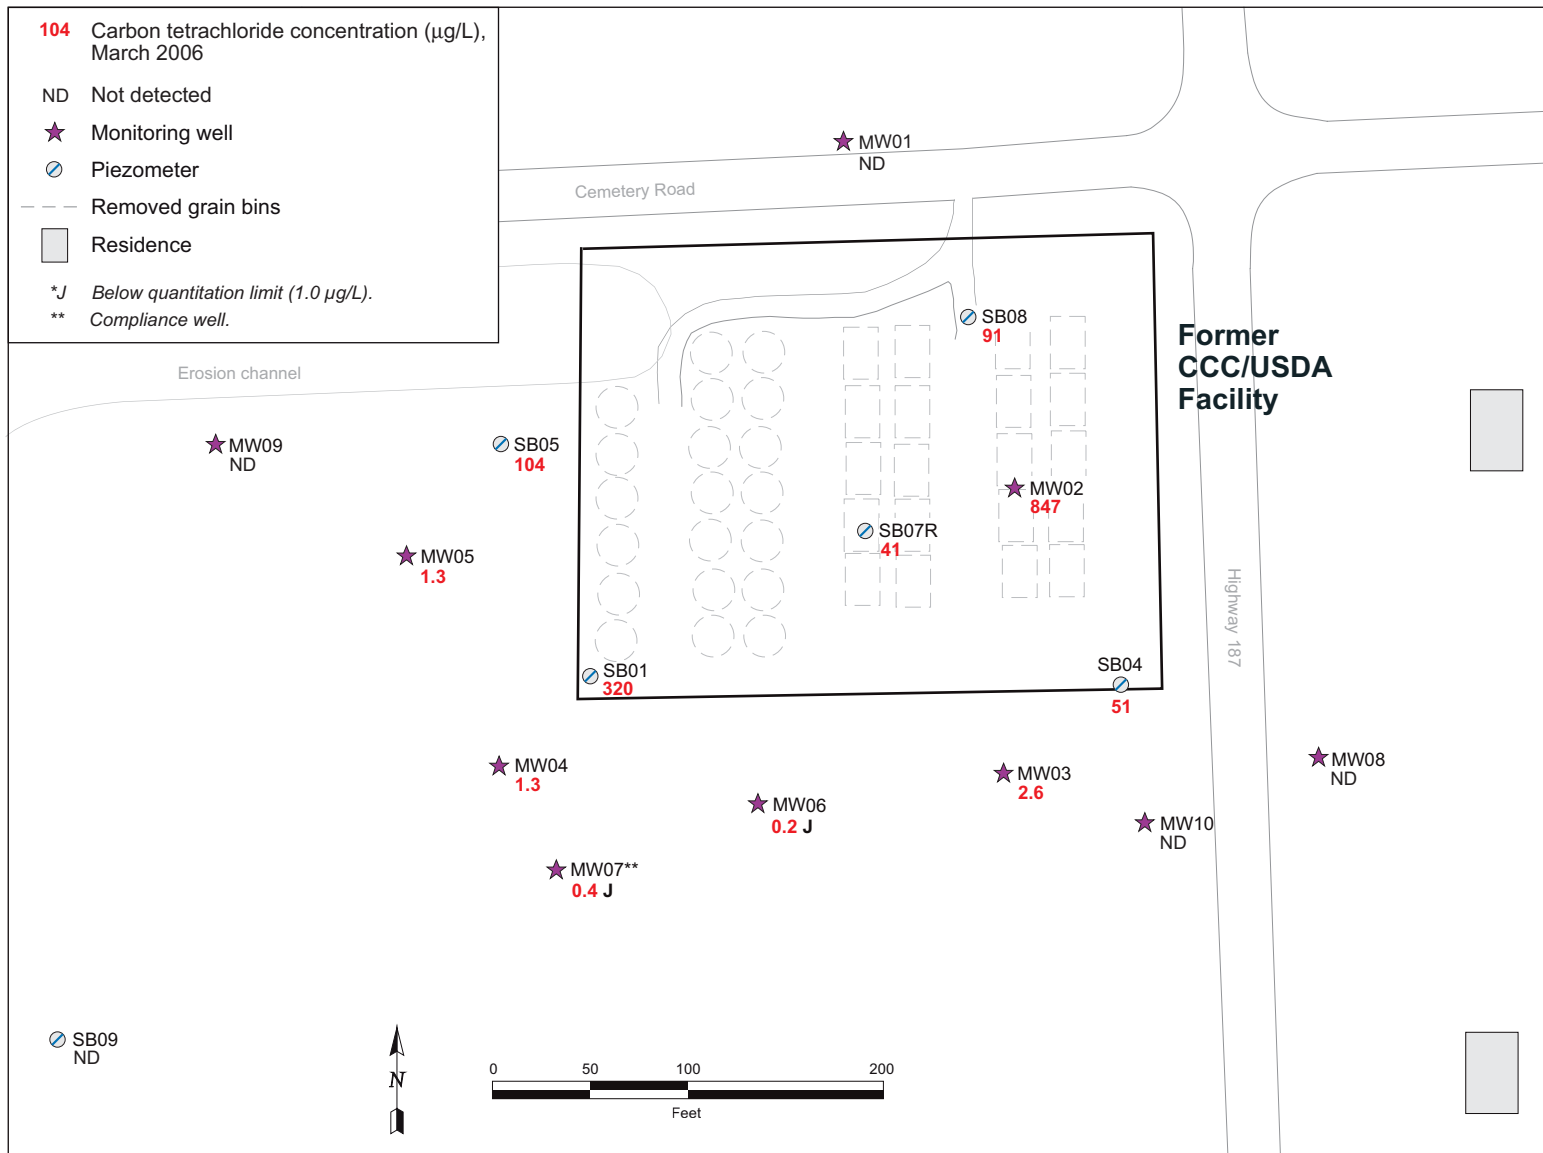 104 Carbon tetrachloride concentration (µg/L),
March 2006
ND Not detected
Monitoring well
Piezometer
Removed grain bins
Residence
*J Below quantitation limit (1.0 µg/L).
** Compliance well.
MW01
ND
Cemetery Road
SB08
91
Former
CCC/USDA
Facility
Erosion channel
MW09
ND
SB05
104
MW02
847
SB07R
41
MW05
1.3
Highway 187
SB01
320
SB04
51
MW04
1.3
MW03
2.6
MW08
ND
MW06
0.2 J
MW10
ND
MW07**
0.4 J
SB09
ND
N
0 50 100 200
Feet